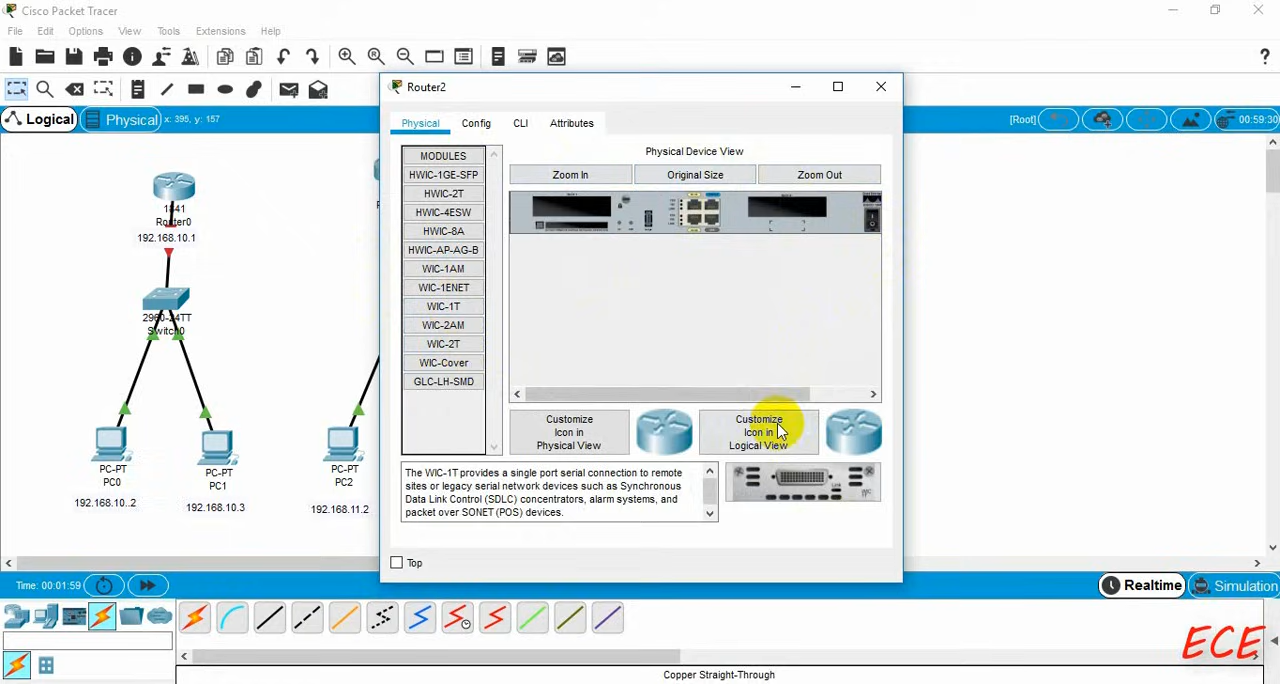 Cisco Packet Tracer
File Edit Options View Tools Extensions Help
Logical Physical x: 395, y: 157 [Root] 00:59:30
1841
Router0
192.168.10.1
2960-24TT
Switch0
PC-PT
PC0
192.168.10..2
PC-PT
PC1
192.168.10.3
PC-PT
PC2
192.168.11.2
Router2
Physical Config CLI Attributes
MODULES
HWIC-1GE-SFP
HWIC-2T
HWIC-4ESW
HWIC-8A
HWIC-AP-AG-B
WIC-1AM
WIC-1ENET
WIC-1T
WIC-2AM
WIC-2T
WIC-Cover
GLC-LH-SMD
Physical Device View
Zoom In Original Size Zoom Out
Customize
Icon in
Physical View
Customize
Icon in
Logical View
The WIC-1T provides a single port serial connection to remote
sites or legacy serial network devices such as Synchronous
Data Link Control (SDLC) concentrators, alarm systems, and
packet over SONET (POS) devices.
Top
Time: 00:01:59 Realtime Simulation
ECE
Copper Straight-Through